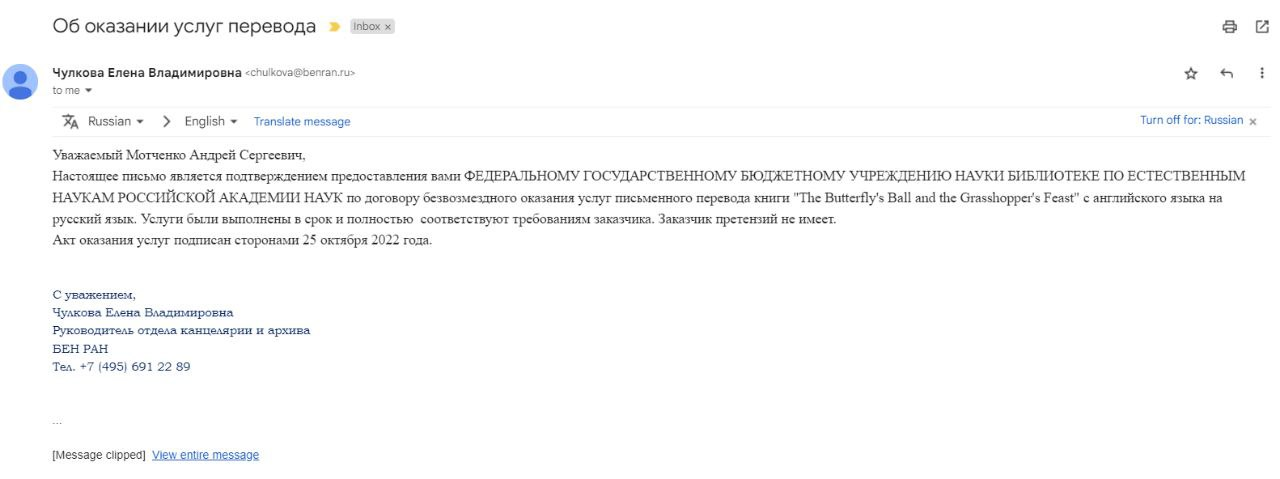 Об оказании услуг перевода Inbox ×
Чулкова Елена Владимировна <chulkova@benran.ru>
to me
Russian English Translate message Turn off for: Russian ×
Уважаемый Мотченко Андрей Сергеевич,
Настоящее письмо является подтверждением предоставления вами ФЕДЕРАЛЬНОМУ ГОСУДАРСТВЕННОМУ БЮДЖЕТНОМУ УЧРЕЖДЕНИЮ НАУКИ БИБЛИОТЕКЕ ПО ЕСТЕСТВЕННЫМ
НАУКАМ РОССИЙСКОЙ АКАДЕМИИ НАУК по договору безвозмездного оказания услуг письменного перевода книги "The Butterfly's Ball and the Grasshopper's Feast" с английского языка на
русский язык. Услуги были выполнены в срок и полностью соответствуют требованиям заказчика. Заказчик претензий не имеет.
Акт оказания услуг подписан сторонами 25 октября 2022 года.
С уважением,
Чулкова Елена Владимировна
Руководитель отдела канцелярии и архива
БЕН РАН
Тел. +7 (495) 691 22 89
...
[Message clipped] View entire message